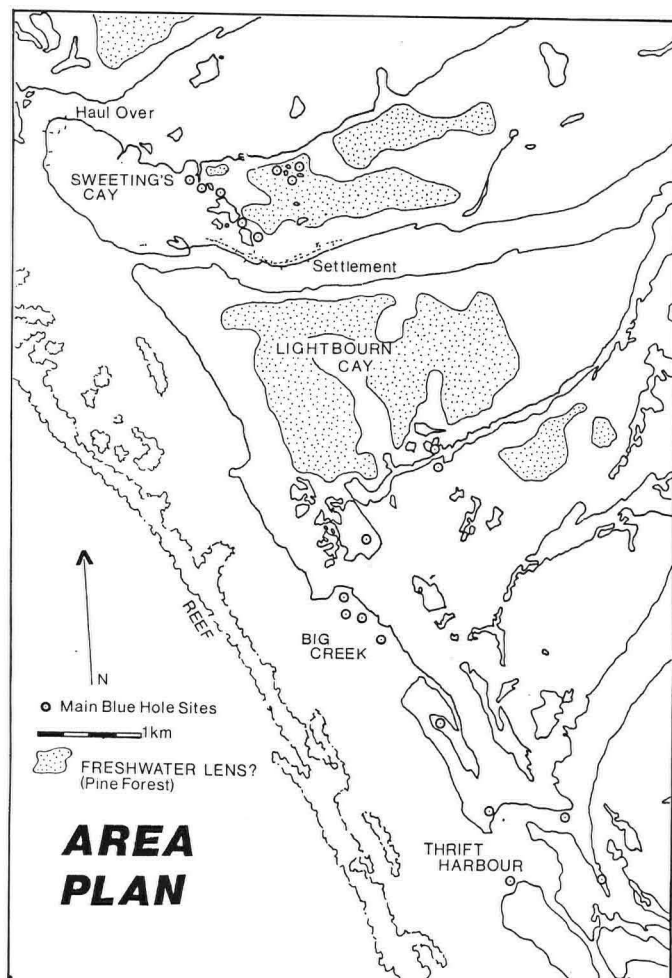 Haul Over
SWEETING'S
CAY
Settlement
LIGHTBOURN
CAY
REEF
BIG
CREEK
N
Main Blue Hole Sites
1km
FRESHWATER LENS?
(Pine Forest)
THRIFT
HARBOUR
AREA
PLAN